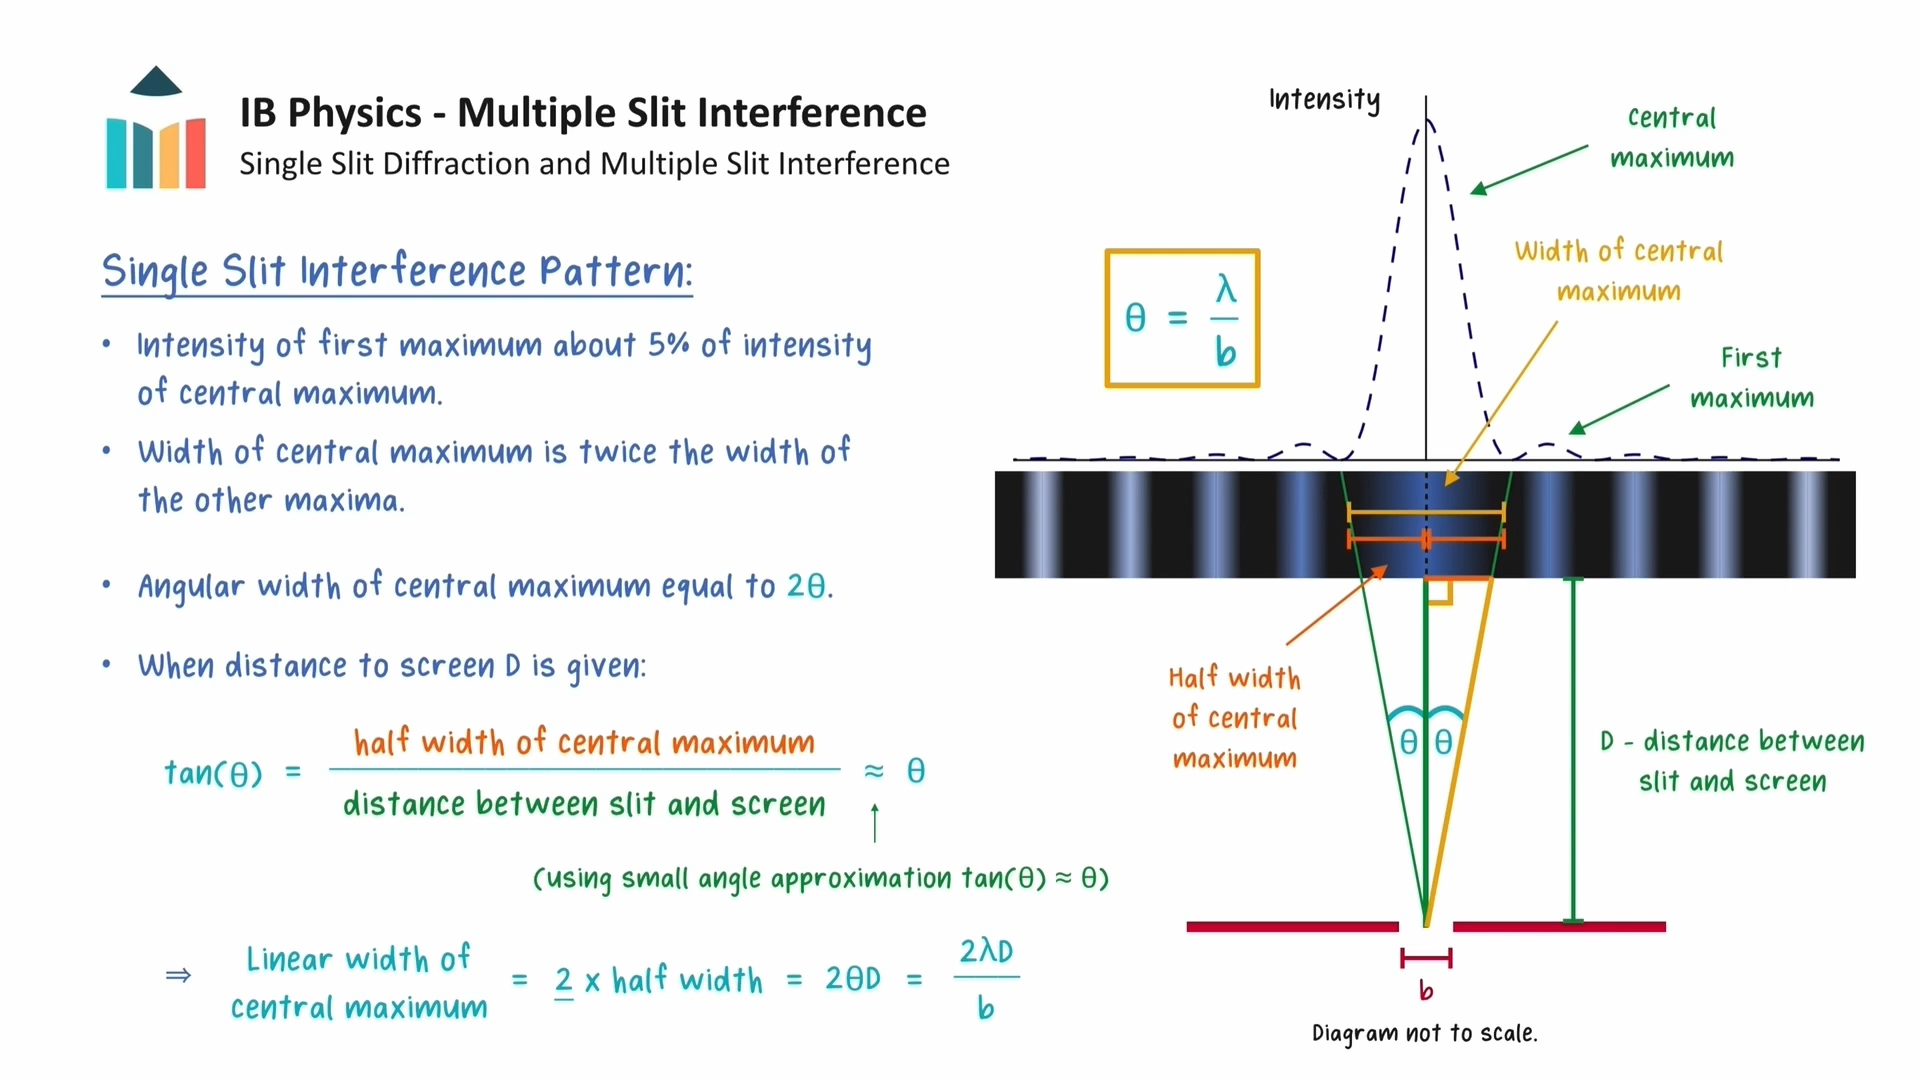 IB Physics - Multiple Slit Interference
Single Slit Diffraction and Multiple Slit Interference
Single Slit Interference Pattern:
• Intensity of first maximum about 5% of intensity
of central maximum.
• Width of central maximum is twice the width of
the other maxima.
• Angular width of central maximum equal to 2θ.
• When distance to screen D is given:
tan(θ) = half width of central maximum / distance between slit and screen ≈ θ
(using small angle approximation tan(θ) ≈ θ)
⇒ Linear width of
central maximum
= 2 x half width = 2θD = 2λD / b
Intensity
central
maximum
Width of central
maximum
θ = λ / b
First
maximum
Half width
of central
maximum
θ θ
D - distance between
slit and screen
b
Diagram not to scale.